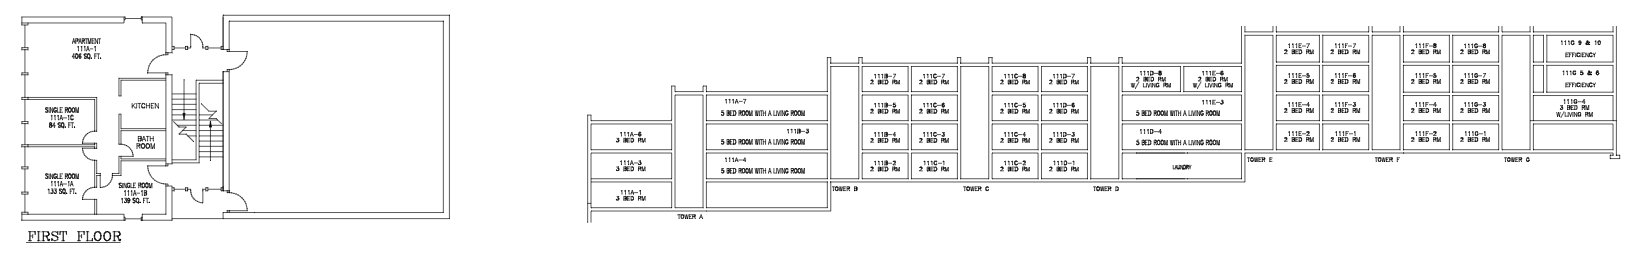 APARTMENT
111A-1
406 SQ. FT.
KITCHEN
SINGLE ROOM
111A-1C
84 SQ. FT.
BATH
ROOM
SINGLE ROOM
111A-1A
133 SQ. FT.
SINGLE ROOM
111A-1B
139 SQ. FT.
FIRST FLOOR
111A-6
3 BED RM
111A-3
3 BED RM
111A-1
3 BED RM
TOWER A
111A-7
5 BED ROOM WITH A LIVING ROOM
111B-3
5 BED ROOM WITH A LIVING ROOM
111A-4
5 BED ROOM WITH A LIVING ROOM
TOWER B
111B-7
2 BED RM
111C-7
2 BED RM
111B-5
2 BED RM
111C-6
2 BED RM
111B-4
2 BED RM
111C-3
2 BED RM
111B-2
2 BED RM
111C-1
2 BED RM
TOWER C
111C-8
2 BED RM
111D-7
2 BED RM
111C-5
2 BED RM
111D-6
2 BED RM
111C-4
2 BED RM
111D-3
2 BED RM
111C-2
2 BED RM
111D-1
2 BED RM
TOWER D
111D-8
2 BED RM
W/ LIVING RM
111E-6
2 BED RM
W/ LIVING RM
111E-3
5 BED ROOM WITH A LIVING ROOM
111D-4
5 BED ROOM WITH A LIVING ROOM
LAUNDRY
TOWER E
111E-7
2 BED RM
111F-7
2 BED RM
111E-5
2 BED RM
111F-6
2 BED RM
111E-4
2 BED RM
111F-3
2 BED RM
111E-2
2 BED RM
111F-1
2 BED RM
TOWER F
111F-8
2 BED RM
111G-8
2 BED RM
111F-5
2 BED RM
111G-7
2 BED RM
111F-4
2 BED RM
111G-3
2 BED RM
111F-2
2 BED RM
111G-1
2 BED RM
TOWER G
111G 9 & 10
EFFICIENCY
111G 5 & 6
EFFICIENCY
111G-4
3 BED RM
W/LIVING RM